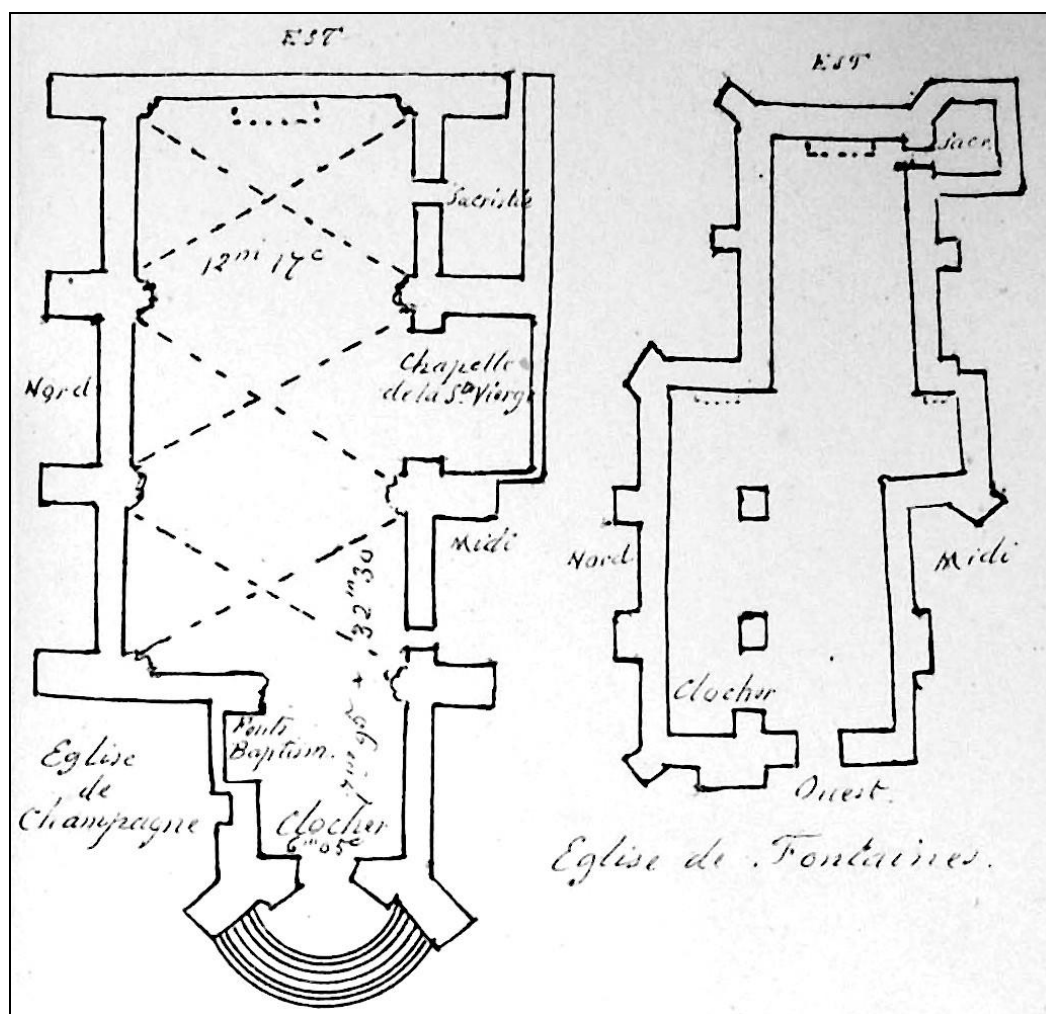 EST
12m 17c
Sacristie
Nord
Chapelle
de la Ste Vierge
Midi
32m 30
Fonts
Baptism.
Clocher
6m 05c
Eglise
de
Champagne
EST
Sacr.
Nord
Midi
Clocher
Ouest.
Eglise de Fontaines.